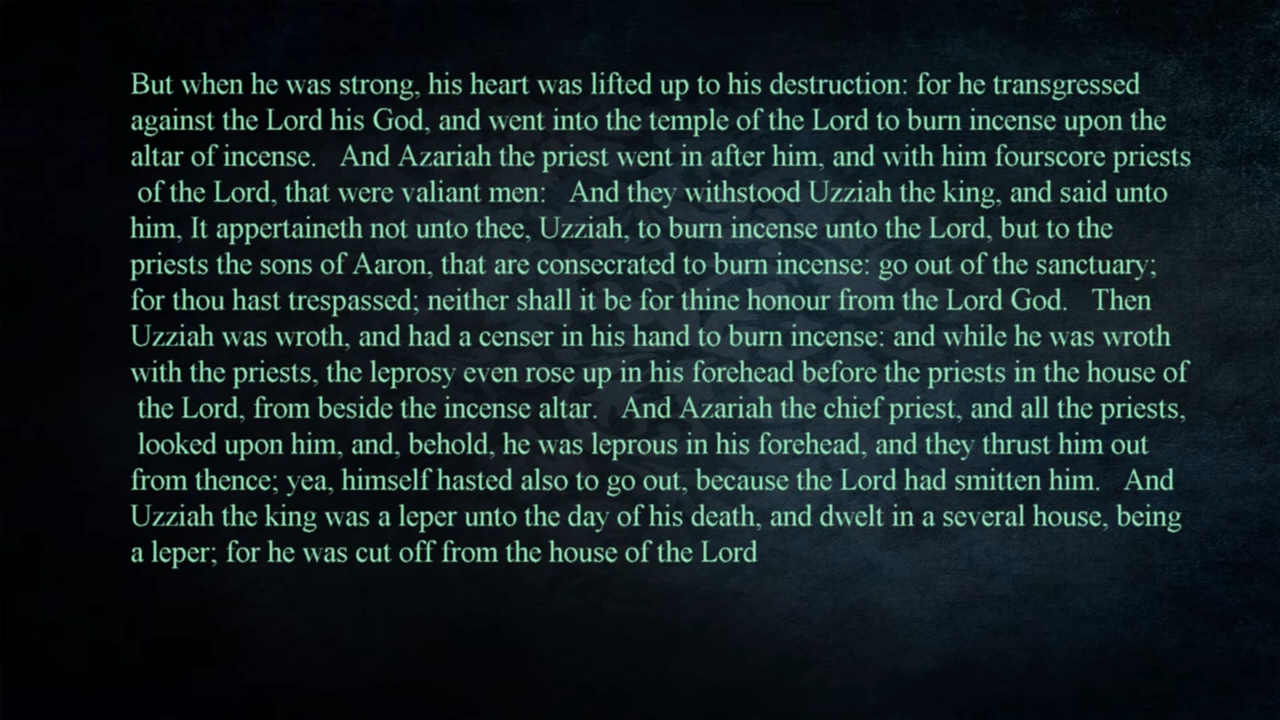 But when he was strong, his heart was lifted up to his destruction: for he transgressed
against the Lord his God, and went into the temple of the Lord to burn incense upon the
altar of incense.   And Azariah the priest went in after him, and with him fourscore priests
of the Lord, that were valiant men:   And they withstood Uzziah the king, and said unto
him, It appertaineth not unto thee, Uzziah, to burn incense unto the Lord, but to the
priests the sons of Aaron, that are consecrated to burn incense: go out of the sanctuary;
for thou hast trespassed; neither shall it be for thine honour from the Lord God.   Then
Uzziah was wroth, and had a censer in his hand to burn incense: and while he was wroth
with the priests, the leprosy even rose up in his forehead before the priests in the house of
the Lord, from beside the incense altar.   And Azariah the chief priest, and all the priests,
looked upon him, and, behold, he was leprous in his forehead, and they thrust him out
from thence; yea, himself hasted also to go out, because the Lord had smitten him.   And
Uzziah the king was a leper unto the day of his death, and dwelt in a several house, being
a leper; for he was cut off from the house of the Lord